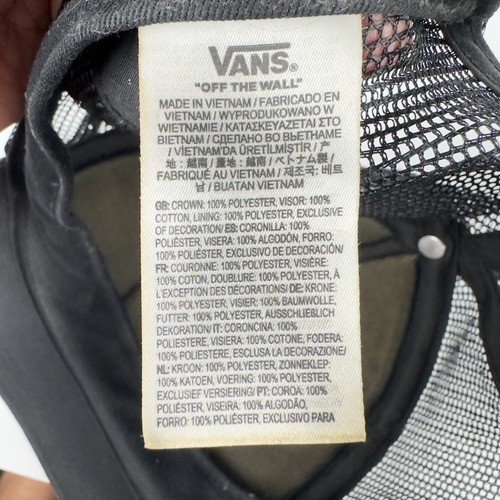 VANS®
"OFF THE WALL"
MADE IN VIETNAM / FABRICADO EN
VIETNAM / WYPRODUKOWANO W
WIETNAMIE / ΚΑΤΑΣΚΕΥΑΖΕΤΑΙ ΣΤΟ
ΒΙΕΤΝΑΜ / СДЕЛАНО ВО ВЬЕТНАМЕ
/ VİETNAM'DA ÜRETİLMİŞTİR / 产
地：越南 / 產地：越南 / ベトナム製 /
FABRIQUÉ AU VIETNAM / 제조국: 베트
남 / BUATAN VIETNAM
GB: CROWN: 100% POLYESTER, VISOR: 100%
COTTON, LINING: 100% POLYESTER, EXCLUSIVE
OF DECORATION/ ES: CORONILLA: 100%
POLIÉSTER, VISERA: 100% ALGODÓN, FORRO:
100% POLIÉSTER, EXCLUSIVO DE DECORACIÓN/
FR: COURONNE: 100% POLYESTER, VISIÈRE:
100% COTON, DOUBLURE: 100% POLYESTER, À
L'EXCEPTION DES DÉCORATIONS/ DE: KRONE:
100% POLYESTER, VISIER: 100% BAUMWOLLE,
FUTTER: 100% POLYESTER, AUSSCHLIEßLICH
DEKORATION/ IT: CORONCINA: 100%
POLIESTERE, VISIERA: 100% COTONE, FODERA:
100% POLIESTERE, ESCLUSA LA DECORAZIONE/
NL: KROON: 100% POLYESTER, ZONNEKLEP:
100% KATOEN, VOERING: 100% POLYESTER,
EXCLUSIEF VERSIERING/ PT: COROA: 100%
POLIÉSTER, VISEIRA: 100% ALGODÃO,
FORRO: 100% POLIÉSTER, EXCLUSIVO PARA